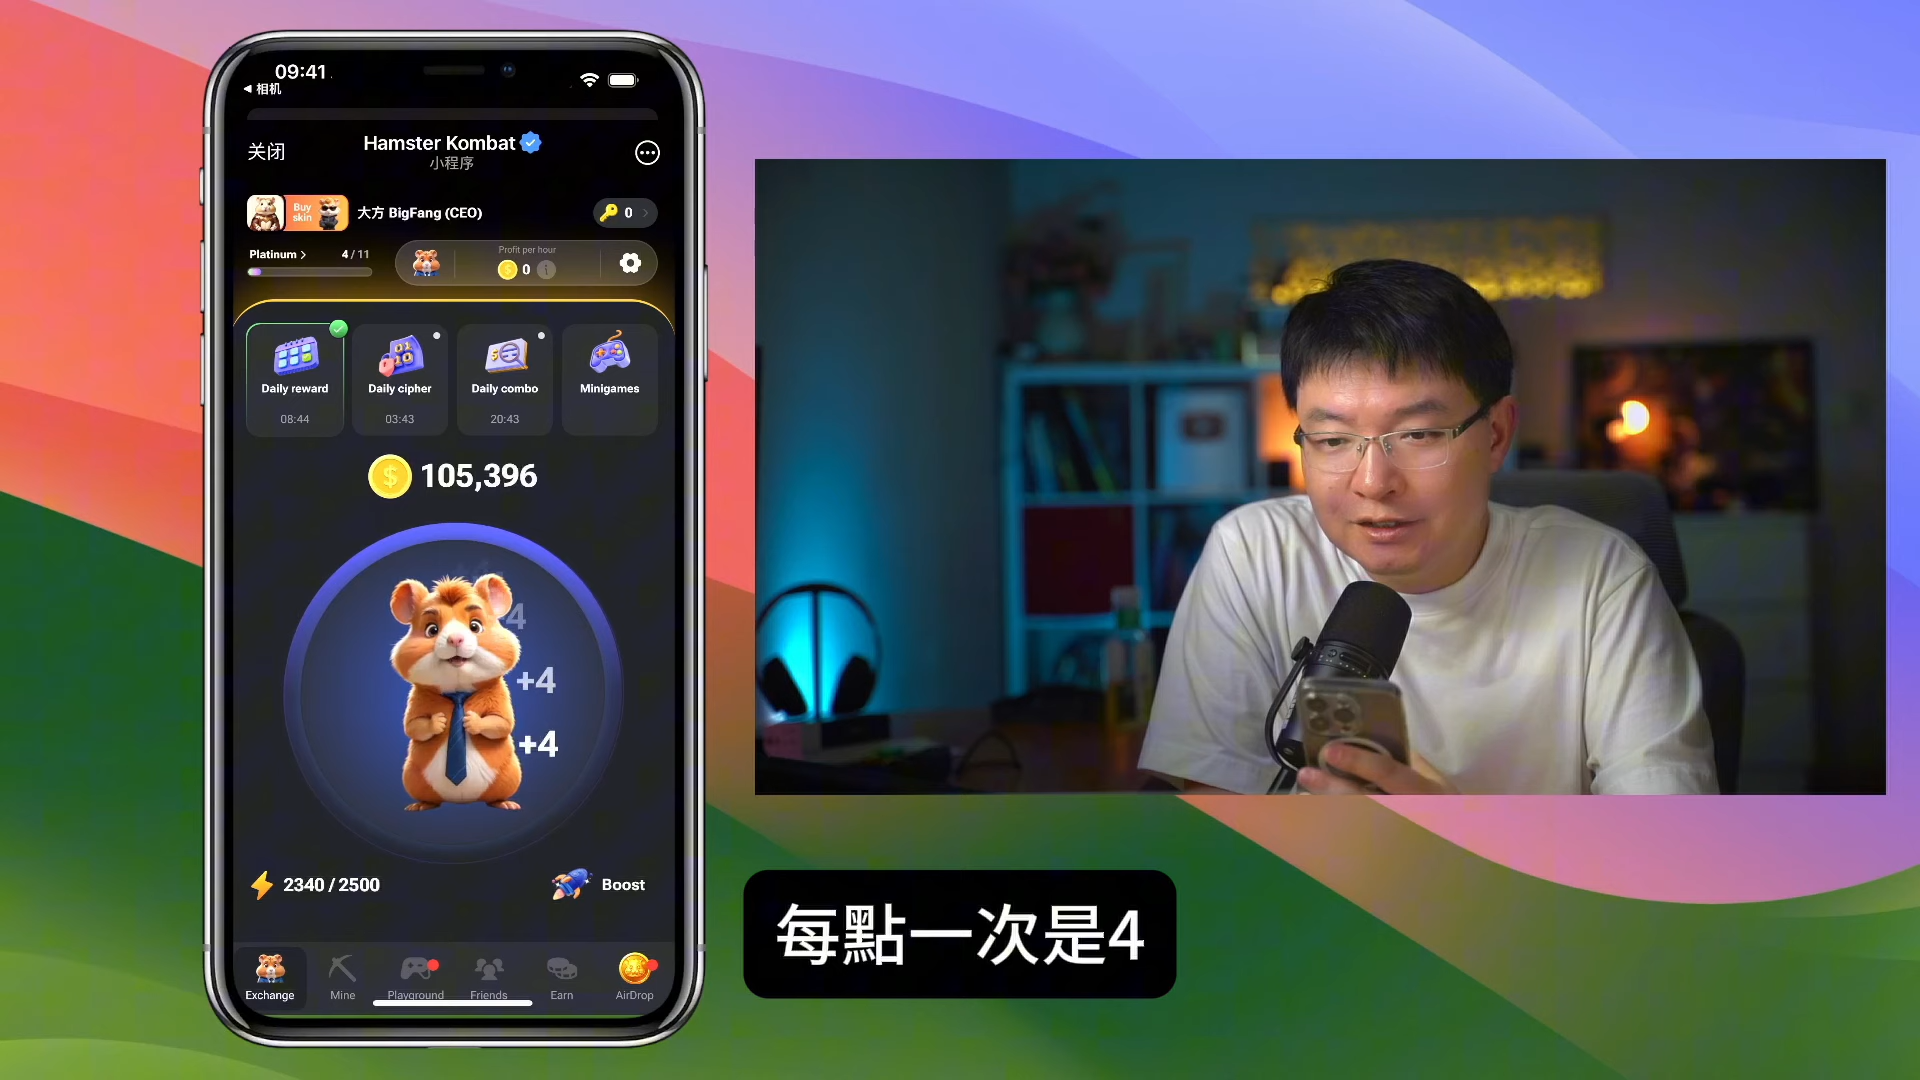 09:41
◀ 相机
关闭
Hamster Kombat
小程序
Buy skin
大方 BigFang (CEO)
0
Platinum >
4/11
Profit per hour
0
Daily reward
08:44
Daily cipher
03:43
Daily combo
20:43
Minigames
105,396
4
+4
+4
2340 / 2500
Boost
Exchange
Mine
Playground
Friends
Earn
AirDrop
每點一次是4